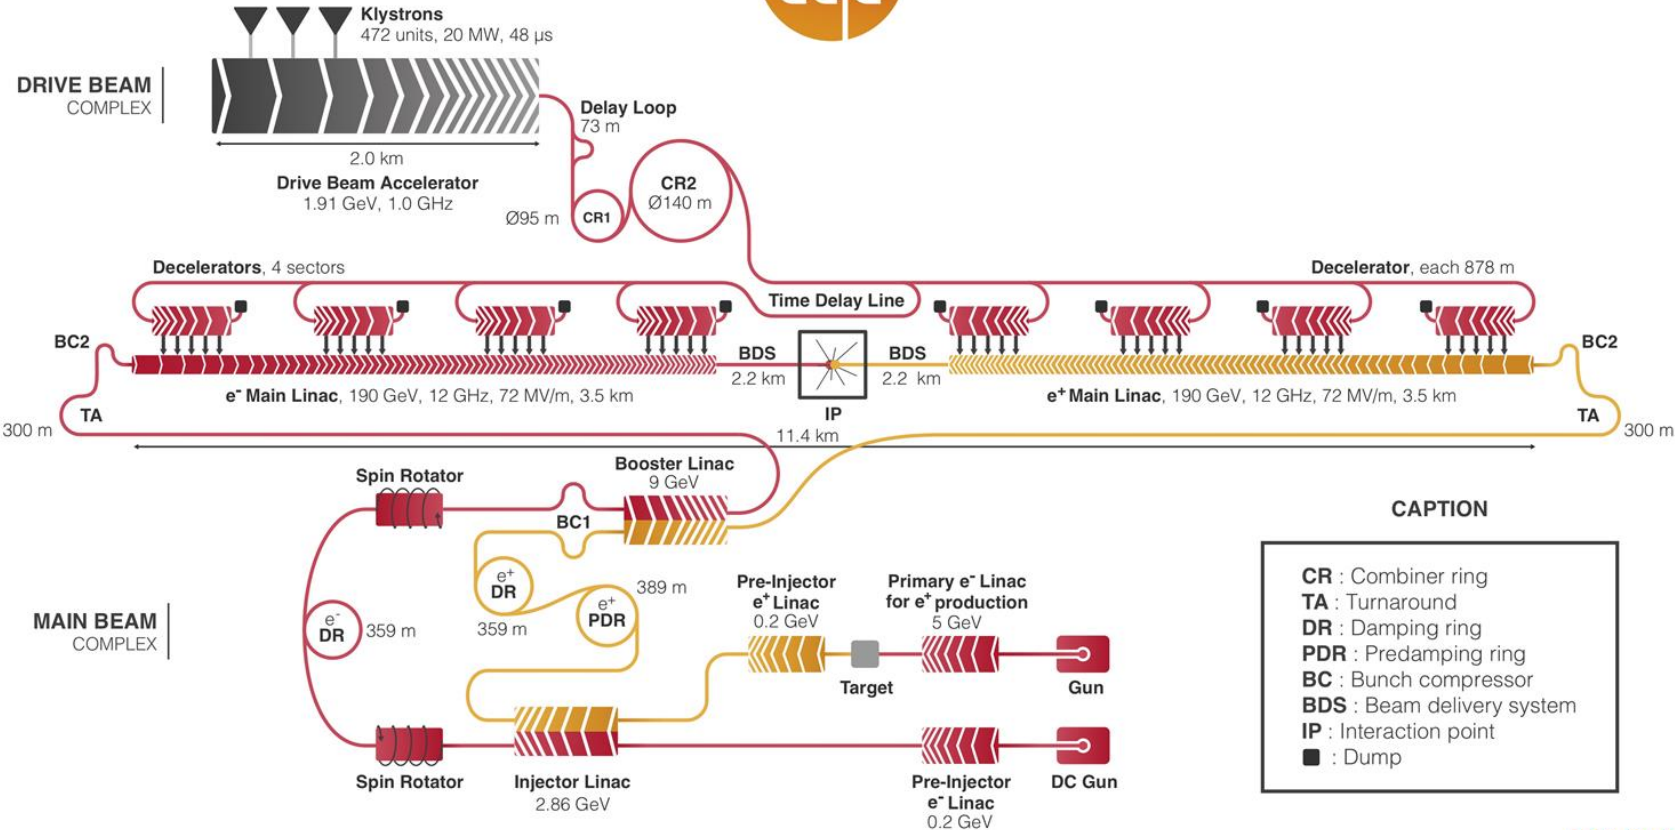 Klystrons
472 units, 20 MW, 48 µs
DRIVE BEAM
COMPLEX
Delay Loop
73 m
2.0 km
Drive Beam Accelerator
1.91 GeV, 1.0 GHz
CR2
Ø140 m
Ø95 m
CR1
Decelerators, 4 sectors
Decelerator, each 878 m
Time Delay Line
BC2
BDS
2.2 km
BDS
2.2 km
BC2
e- Main Linac, 190 GeV, 12 GHz, 72 MV/m, 3.5 km
e+ Main Linac, 190 GeV, 12 GHz, 72 MV/m, 3.5 km
IP
TA
300 m
TA
300 m
11.4 km
Spin Rotator
Booster Linac
9 GeV
BC1
CAPTION
CR : Combiner ring
TA : Turnaround
DR : Damping ring
PDR : Predamping ring
BC : Bunch compressor
BDS : Beam delivery system
IP : Interaction point
: Dump
MAIN BEAM
COMPLEX
e-
DR
359 m
e+
DR
359 m
e+
PDR
389 m
Pre-Injector
e+ Linac
0.2 GeV
Primary e- Linac
for e+ production
5 GeV
Target
Gun
Spin Rotator
Injector Linac
2.86 GeV
Pre-Injector
e- Linac
0.2 GeV
DC Gun